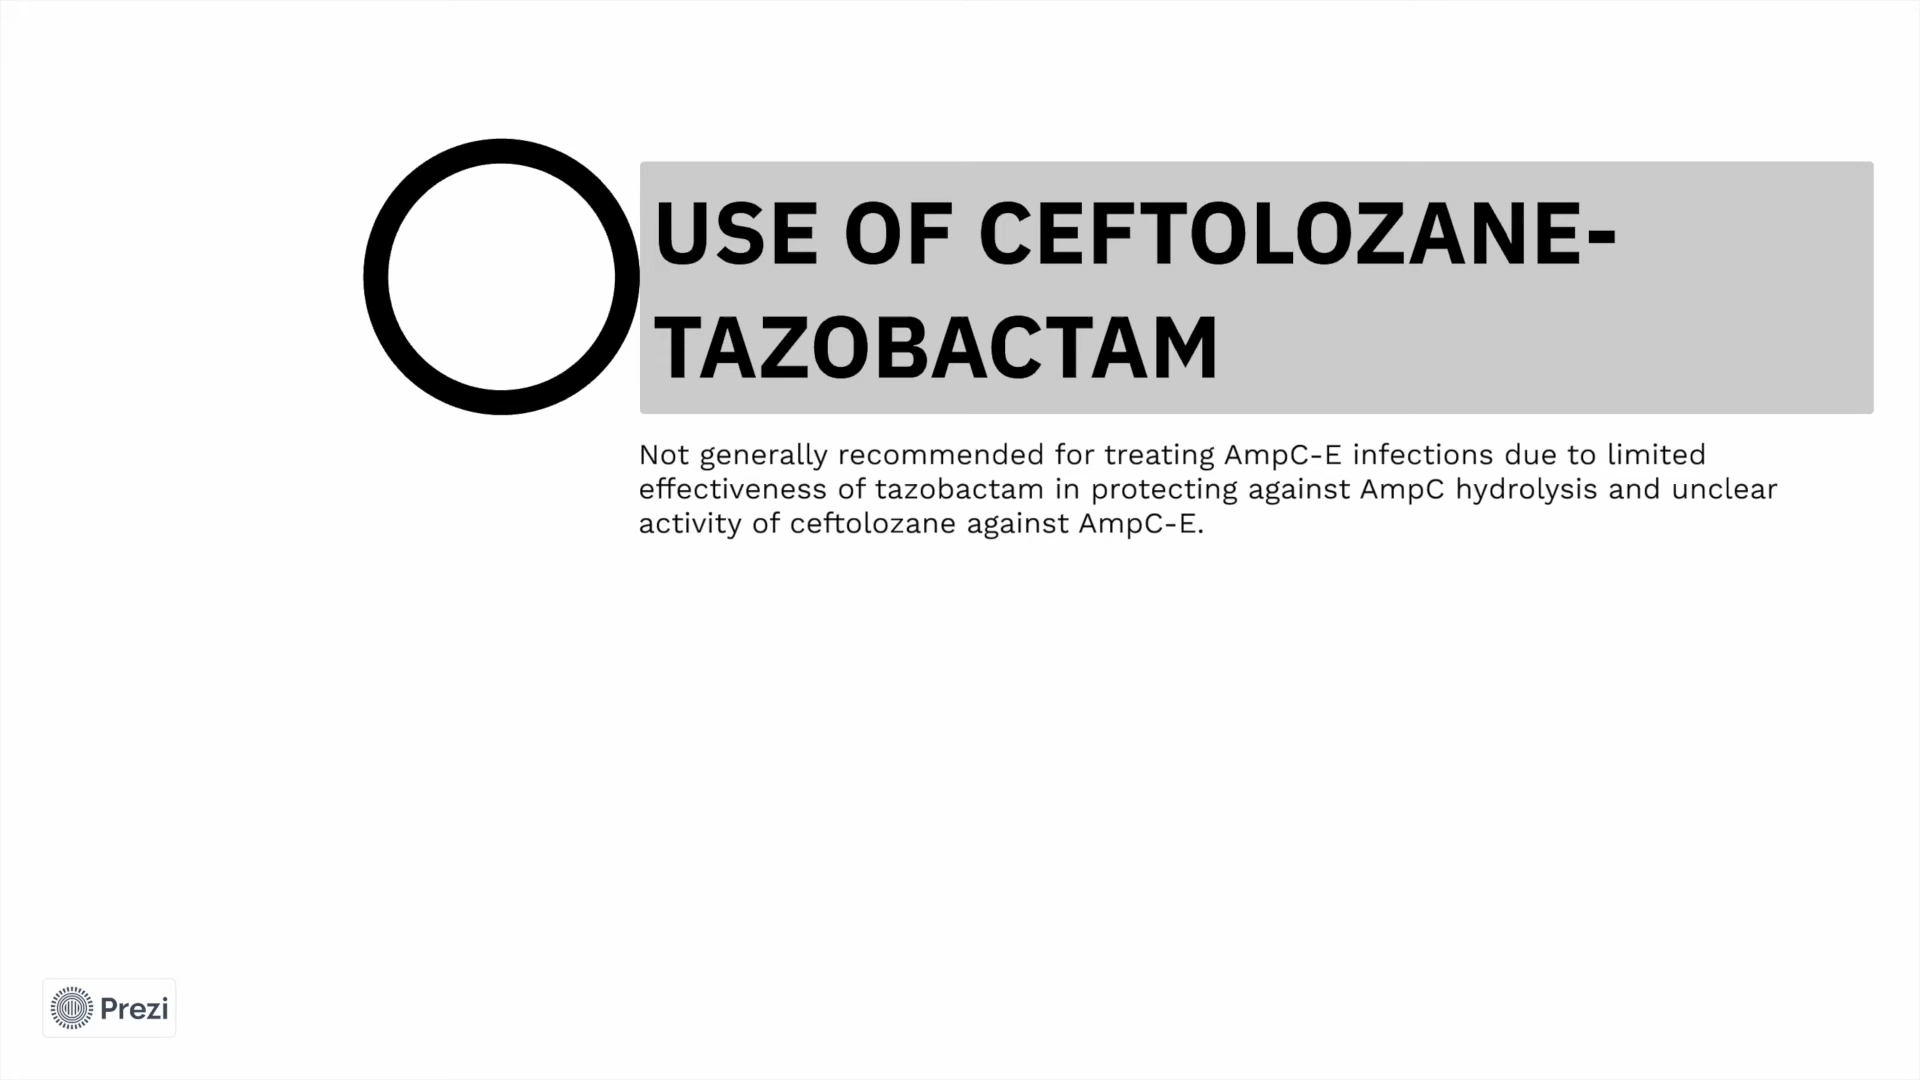 USE OF CEFTOLOZANE-
TAZOBACTAM
Not generally recommended for treating AmpC-E infections due to limited
effectiveness of tazobactam in protecting against AmpC hydrolysis and unclear
activity of ceftolozane against AmpC-E.
Prezi